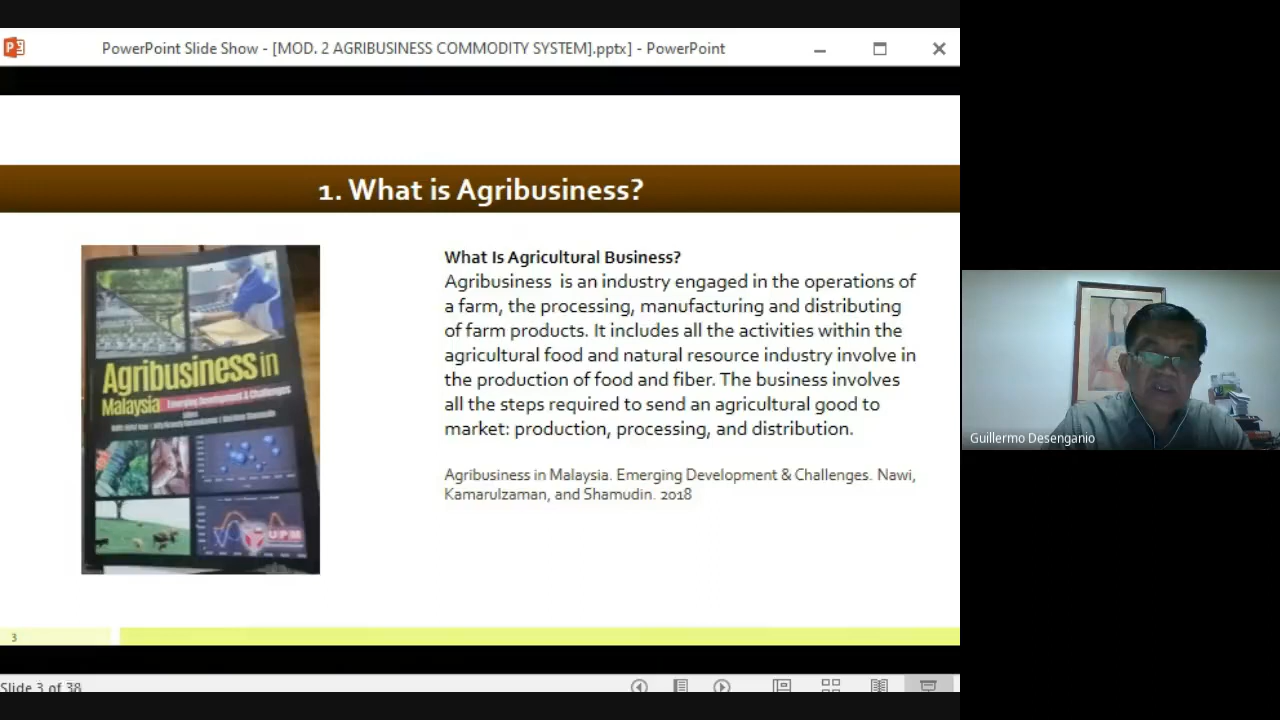 PowerPoint Slide Show - [MOD. 2 AGRIBUSINESS COMMODITY SYSTEM].pptx] - PowerPoint
1. What is Agribusiness?
Agribusiness in
Malaysia Emerging Development & Challenges
UPM
What Is Agricultural Business?
Agribusiness is an industry engaged in the operations of
a farm, the processing, manufacturing and distributing
of farm products. It includes all the activities within the
agricultural food and natural resource industry involve in
the production of food and fiber. The business involves
all the steps required to send an agricultural good to
market: production, processing, and distribution.
Agribusiness in Malaysia. Emerging Development & Challenges. Nawi,
Kamarulzaman, and Shamudin. 2018
Guillermo Desenganio
3
Slide 3 of 38